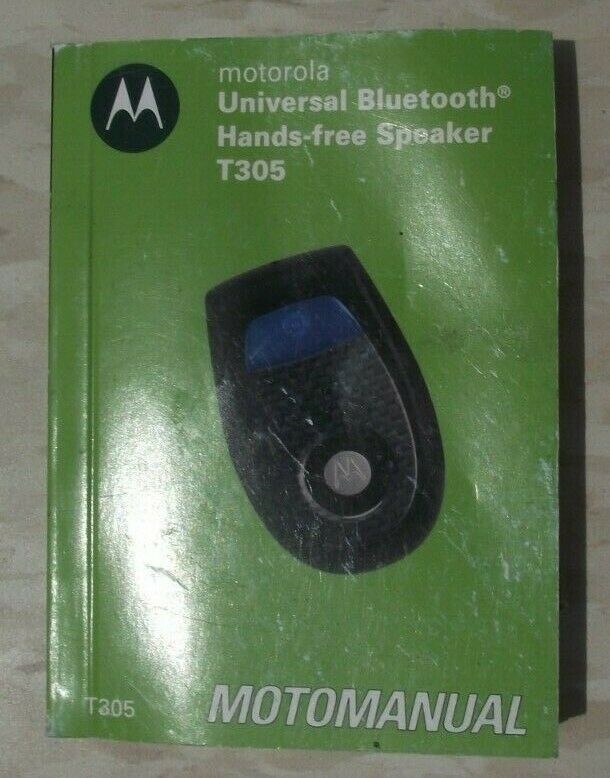 motorola
Universal Bluetooth®
Hands-free Speaker
T305
T305
MOTOMANUAL